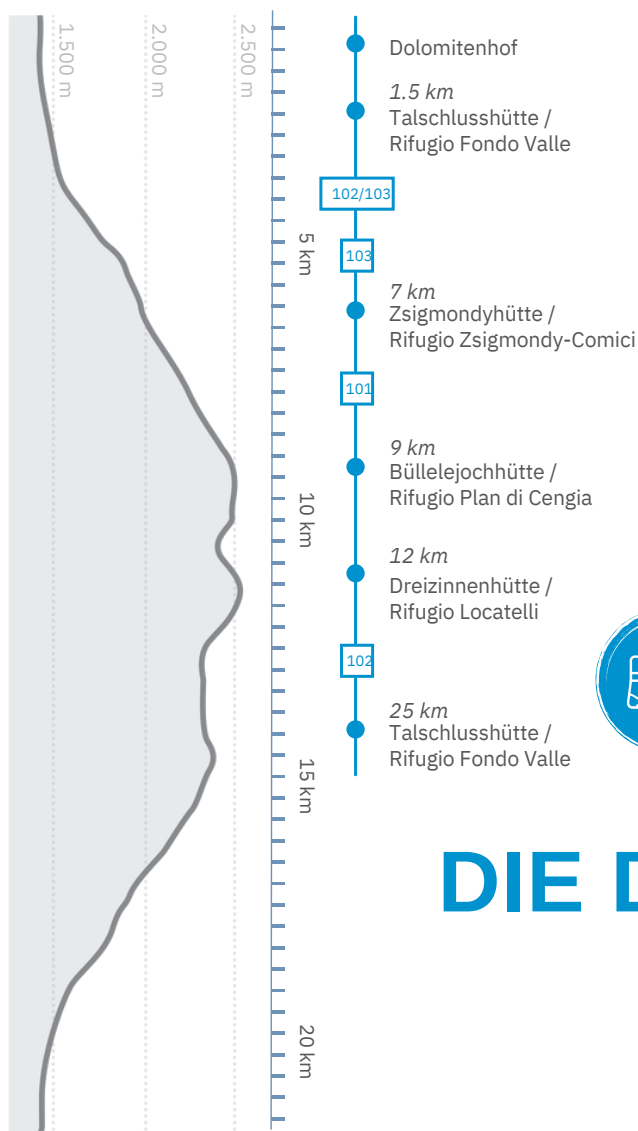 1.500 m
2.000 m
2.500 m
5 km
10 km
15 km
20 km
Dolomitenhof
1.5 km
Talschlusshütte /
Rifugio Fondo Valle
102/103
103
7 km
Zsigmondyhütte /
Rifugio Zsigmondy-Comici
101
9 km
Büllelejochhütte /
Rifugio Plan di Cengia
12 km
Dreizinnenhütte /
Rifugio Locatelli
102
25 km
Talschlusshütte /
Rifugio Fondo Valle
DIE D